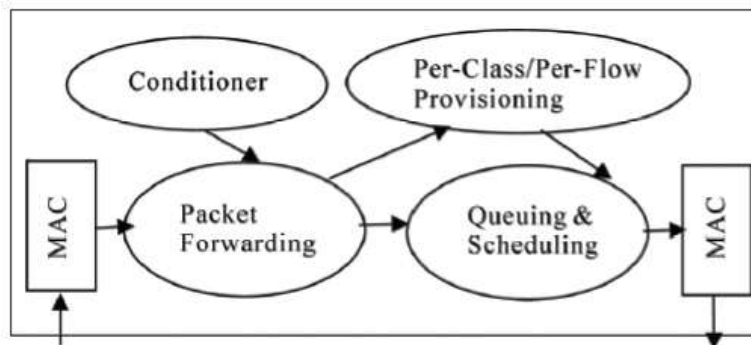 Conditioner
Per-Class/Per-Flow
Provisioning
MAC
Packet
Forwarding
Queuing &
Scheduling
MAC